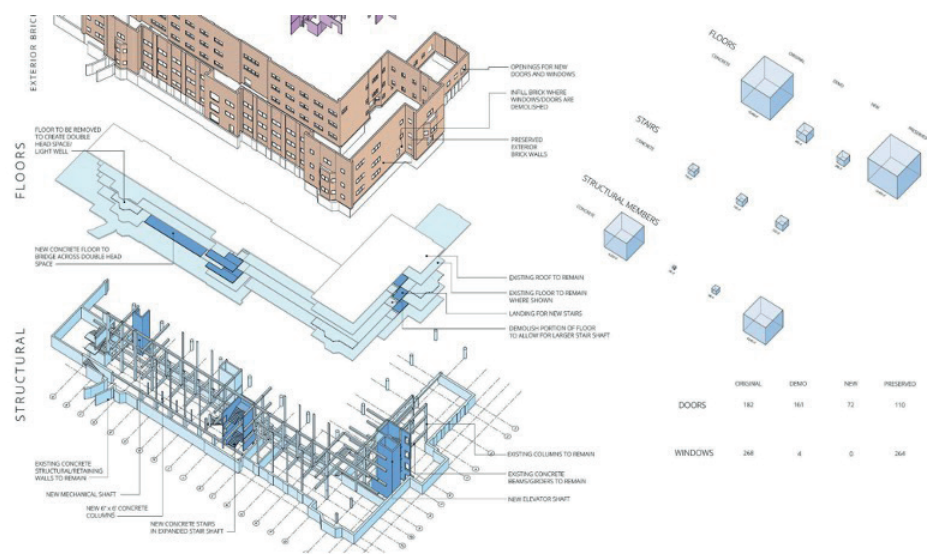 EXTERIOR BRICK
OPENINGS FOR NEW
DOORS AND WINDOWS
INFILL BRICK WHERE
WINDOWS/DOORS ARE
DEMOLISHED
PRESERVED
EXTERIOR
BRICK WALLS
FLOORS
FLOOR TO BE REMOVED
TO CREATE DOUBLE
HEAD SPACE/
LIGHT WELL
NEW CONCRETE FLOOR TO
BRIDGE ACROSS DOUBLE HEAD
SPACE
EXISTING ROOF TO REMAIN
EXISTING FLOOR TO REMAIN
WHERE SHOWN
LANDING FOR NEW STAIRS
DEMOLISH PORTION OF FLOOR
TO ALLOW FOR LARGER STAIR SHAFT
STRUCTURAL
EXISTING CONCRETE
STRUCTURAL/RETAINING
WALLS TO REMAIN
NEW MECHANICAL SHAFT
NEW 6" x 6' CONCRETE
COLUMNS
NEW CONCRETE STAIRS
IN EXPANDED STAIR SHAFT
EXISTING COLUMNS TO REMAIN
EXISTING CONCRETE
BEAMS/GIRDERS TO REMAIN
NEW ELEVATOR SHAFT
FLOORS
CONCRETE
ORIGINAL
DEMO
NEW
PRESERVED
STAIRS
CONCRETE
STRUCTURAL MEMBERS
CONCRETE
ORIGINAL DEMO NEW PRESERVED
DOORS 182 161 72 110
WINDOWS 268 4 0 264